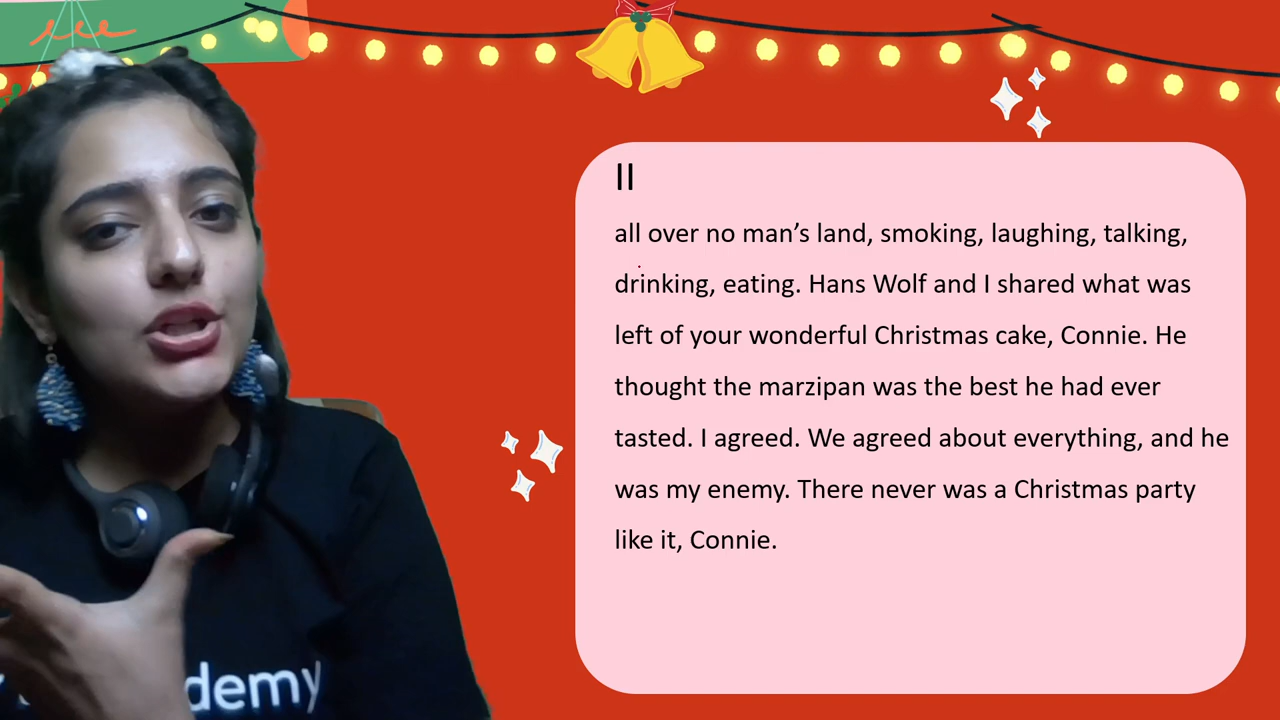 II
all over no man’s land, smoking, laughing, talking,
drinking, eating. Hans Wolf and I shared what was
left of your wonderful Christmas cake, Connie. He
thought the marzipan was the best he had ever
tasted. I agreed. We agreed about everything, and he
was my enemy. There never was a Christmas party
like it, Connie.
demy